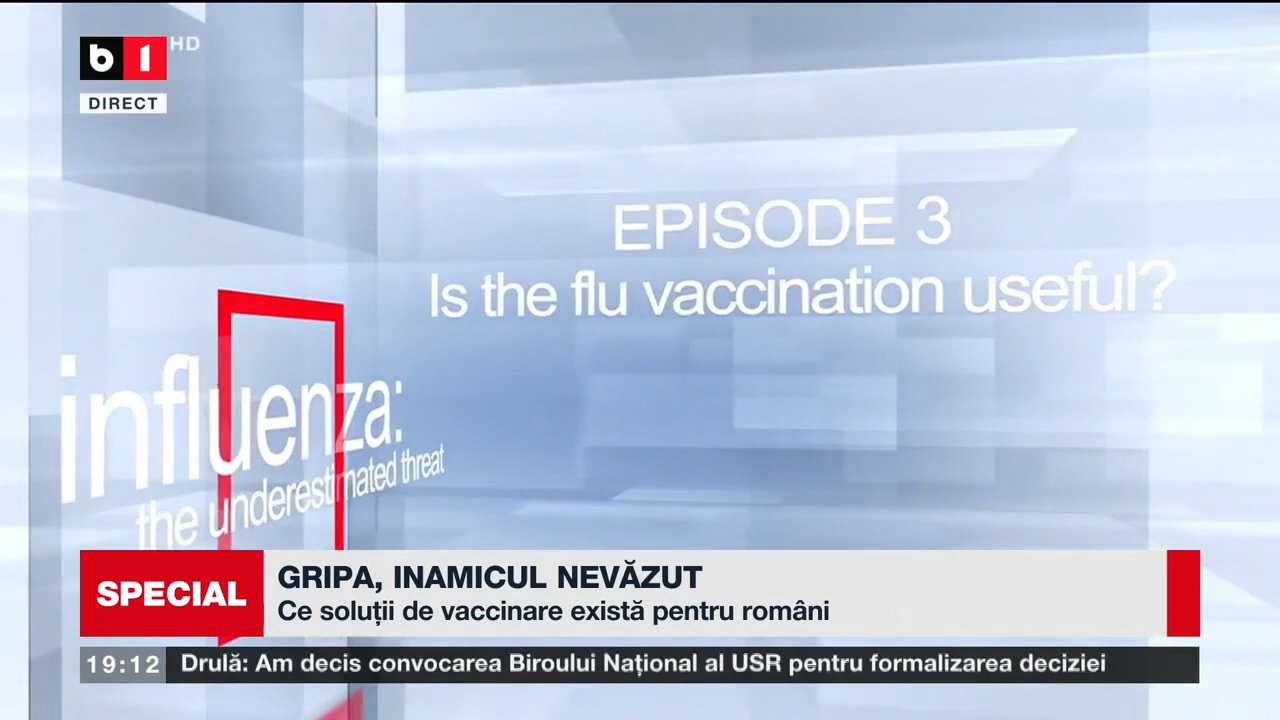 b1 HD
DIRECT
EPISODE 3
Is the flu vaccination useful?
influenza:
the underestimated threat
SPECIAL
GRIPA, INAMICUL NEVĂZUT
Ce soluții de vaccinare există pentru români
19:12
Drulă: Am decis convocarea Biroului Național al USR pentru formalizarea deciziei